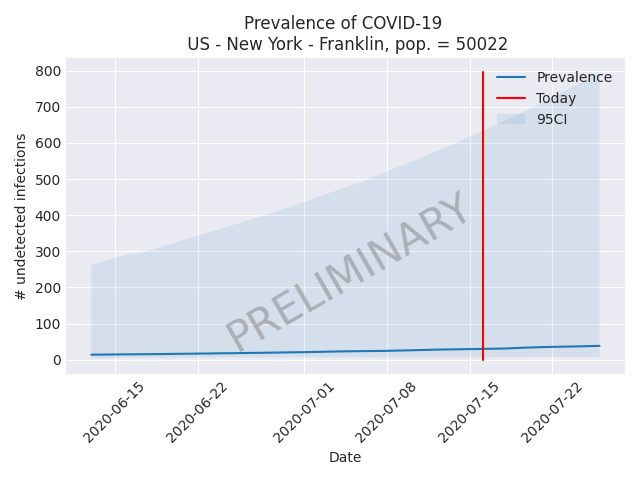 Prevalence of COVID-19
US - New York - Franklin, pop. = 50022
800
700
600
500
400
300
200
100
0
# undetected infections
Prevalence
Today
95CI
PRELIMINARY
2020-06-15
2020-06-22
2020-07-01
2020-07-08
2020-07-15
2020-07-22
Date